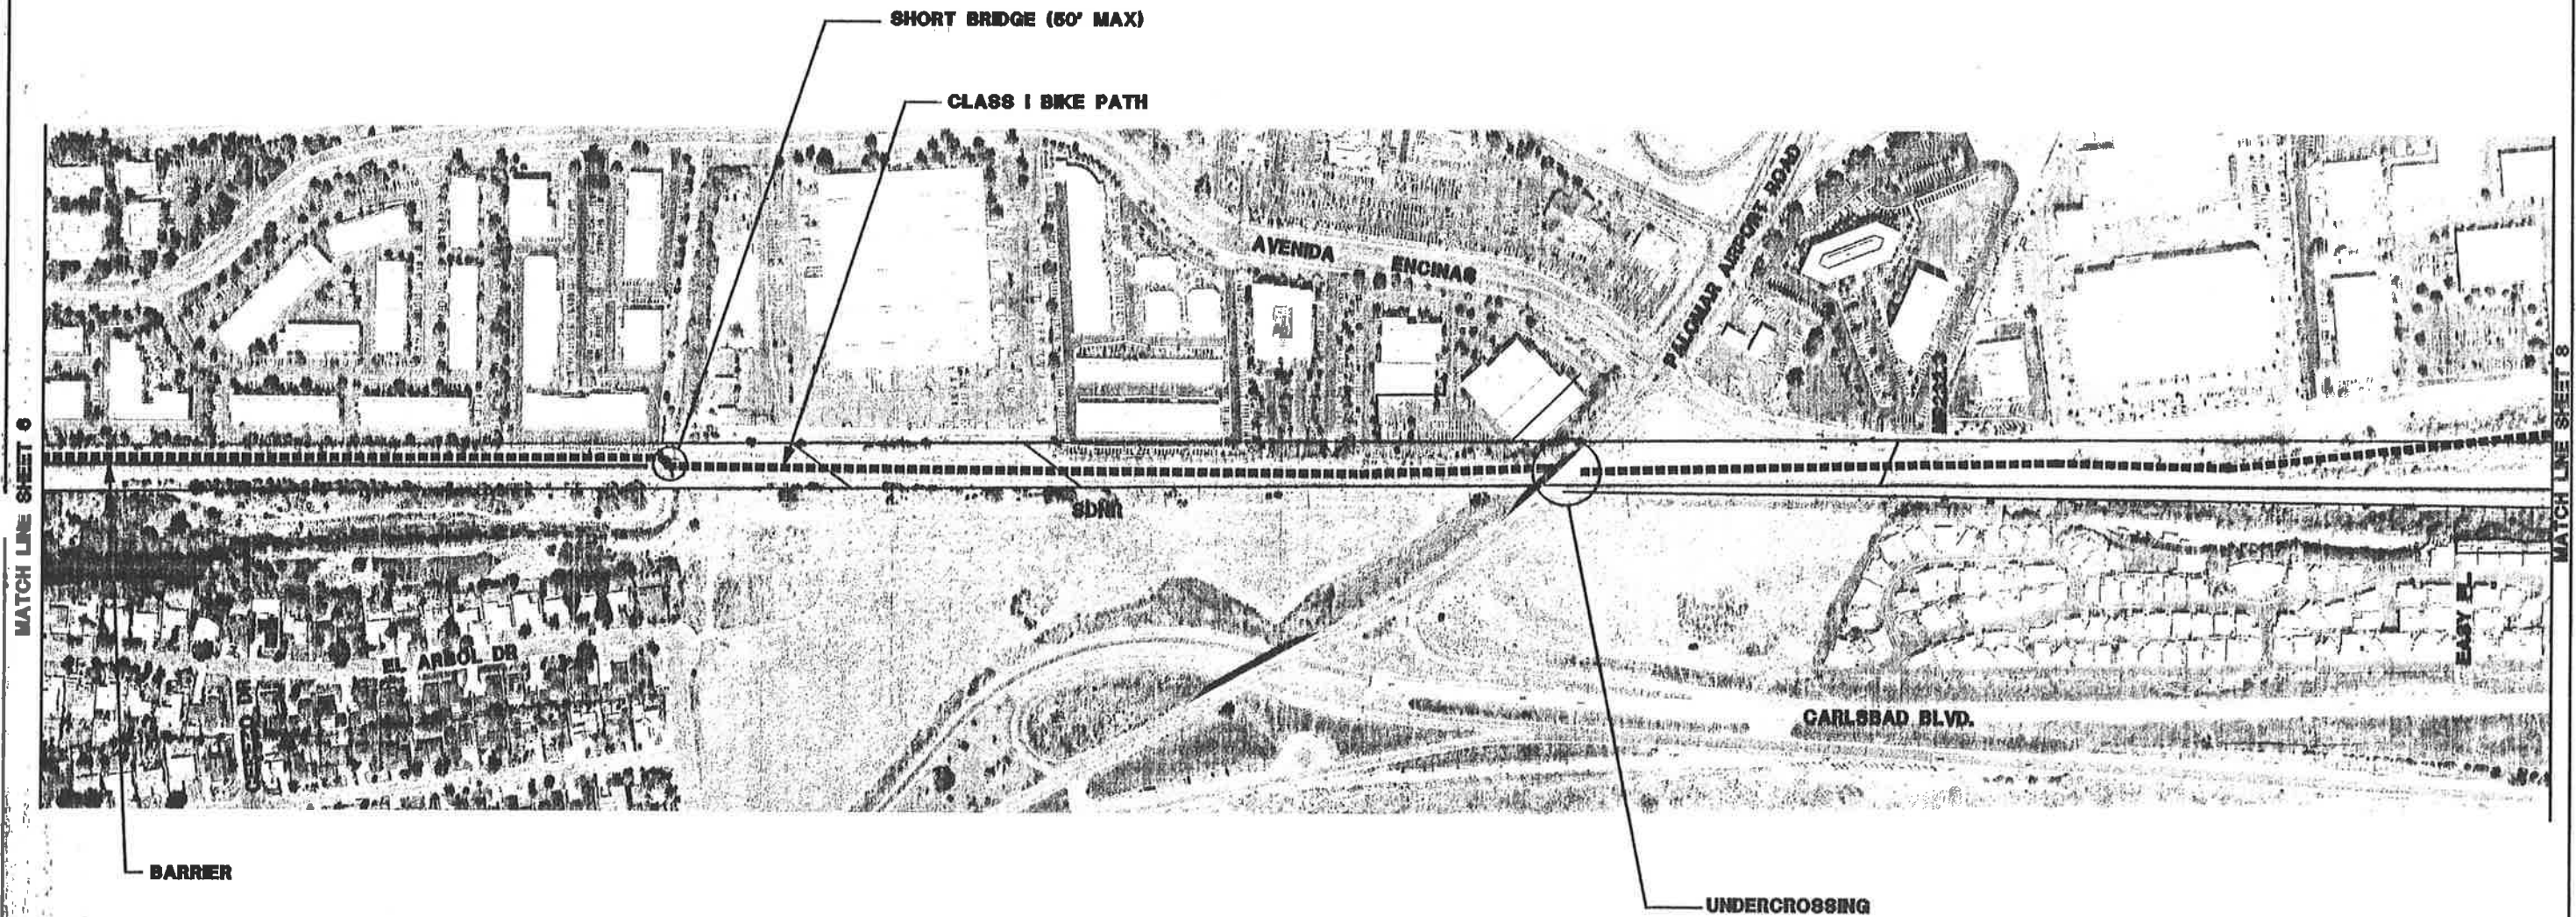 SHORT BRIDGE (50' MAX)
CLASS I BIKE PATH
AVENIDA ENCINAS
PALOMAR AIRPORT ROAD
MATCH LINE SHEET 6
MATCH LINE SHEET 8
SDNR
EL ARBOL DR
EASY
CARLSBAD BLVD.
BARRIER
UNDERCROSSING